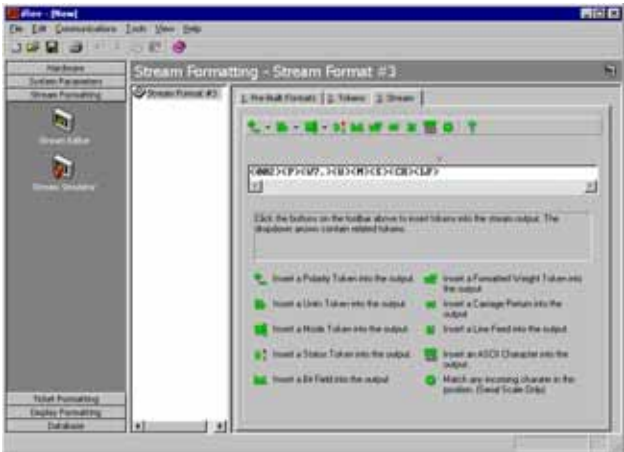 iRev - [New]
File Edit Communications Tools View Help
Hardware
System Parameters
Stream Formatting
Stream Editor
Stream Simulator
Ticket Formatting
Display Formatting
Database
Stream Format #3
Stream Formatting - Stream Format #3
1. Pre Built Formats 2. Tokens 3. Stream
<002><P><W7.><U><M><S><CR><LF>
Click the buttons on the toolbar above to insert tokens into the stream output. The
dropdown arrows contain related tokens.
Insert a Polarity Token into the output
Insert a Units Token into the output
Insert a Mode Token into the output
Insert a Status Token into the output
Insert a Bit Field into the output
Insert a Formatted Weight Token into
the output
Insert a Carriage Return into the
output
Insert a Line Feed into the output
Insert an ASCII Character into the
output.
Match any incoming character in this
position. (Serial Scale Only)